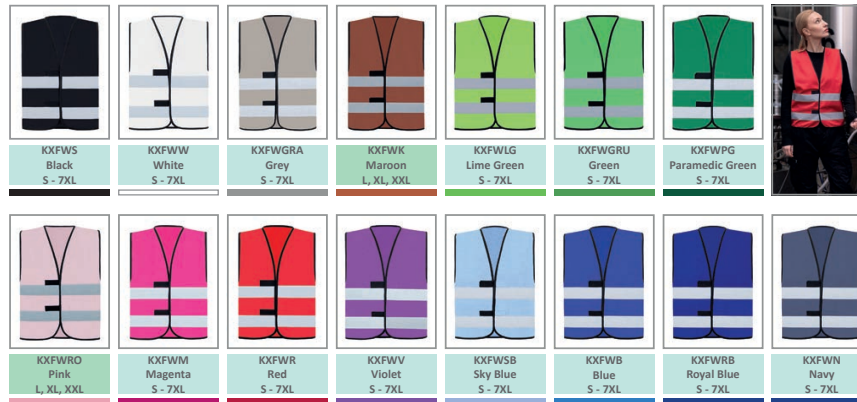 KXFWS
Black
S - 7XL
KXFWW
White
S - 7XL
KXFWGRA
Grey
S - 7XL
KXFWK
Maroon
L, XL, XXL
KXFWLG
Lime Green
S - 7XL
KXFWGRU
Green
S - 7XL
KXFWPG
Paramedic Green
S - 7XL
KXFWRO
Pink
L, XL, XXL
KXFWM
Magenta
S - 7XL
KXFWR
Red
S - 7XL
KXFWV
Violet
S - 7XL
KXFWSB
Sky Blue
S - 7XL
KXFWB
Blue
S - 7XL
KXFWRB
Royal Blue
S - 7XL
KXFWN
Navy
S - 7XL